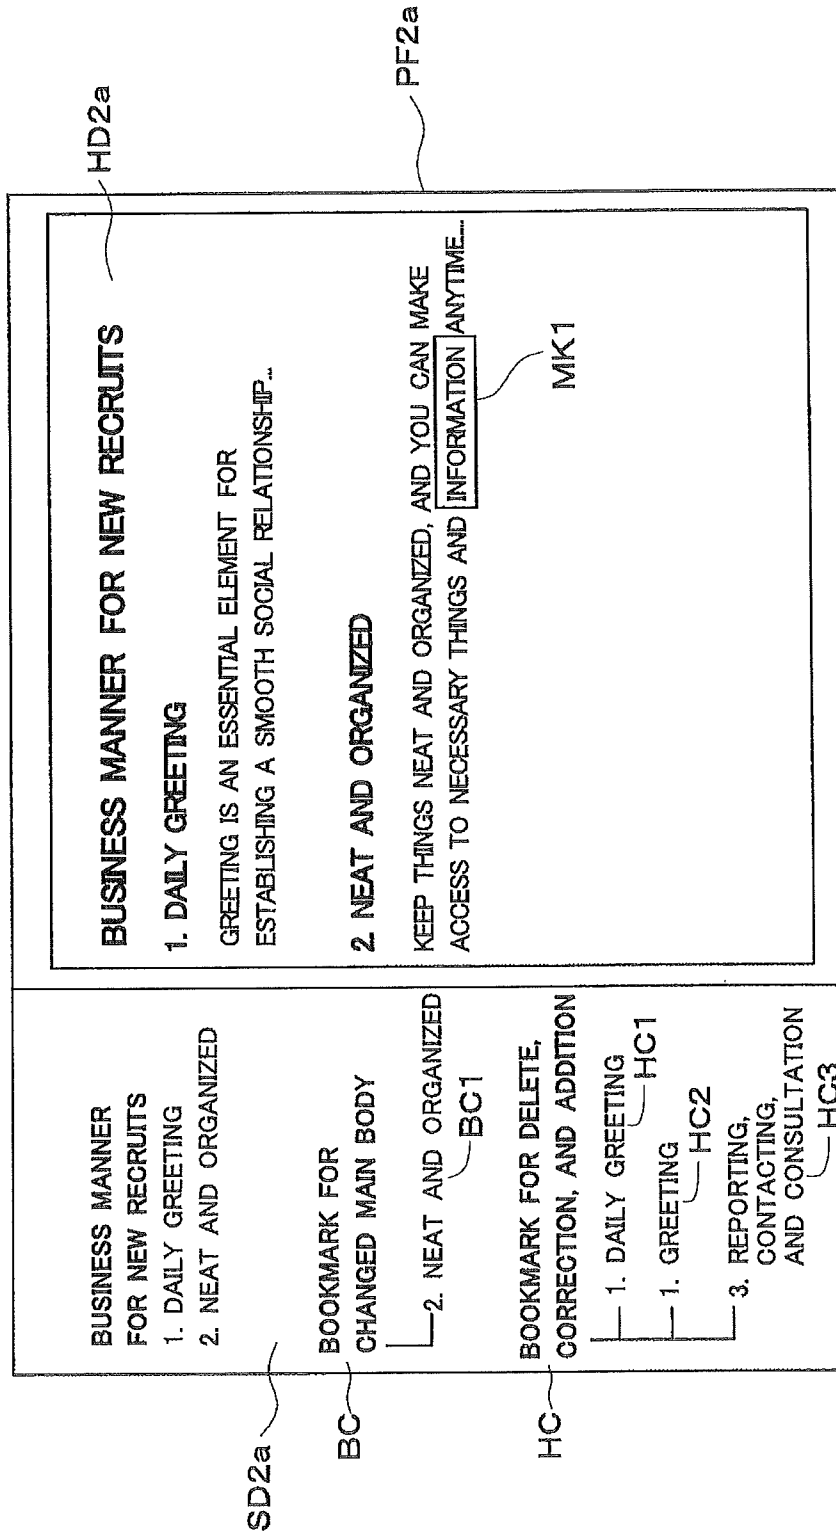 SD2a
BUSINESS MANNER
FOR NEW RECRUITS
1. DAILY GREETING
2. NEAT AND ORGANIZED
BC
BOOKMARK FOR
CHANGED MAIN BODY
2. NEAT AND ORGANIZED
BC1
HC
BOOKMARK FOR DELETE,
CORRECTION, AND ADDITION
1. DAILY GREETING
HC1
1. GREETING
HC2
3. REPORTING,
CONTACTING,
AND CONSULTATION
HC3
HD2a
BUSINESS MANNER FOR NEW RECRUITS
1. DAILY GREETING
GREETING IS AN ESSENTIAL ELEMENT FOR
ESTABLISHING A SMOOTH SOCIAL RELATIONSHIP...
2. NEAT AND ORGANIZED
KEEP THINGS NEAT AND ORGANIZED, AND YOU CAN MAKE
ACCESS TO NECESSARY THINGS AND INFORMATION ANYTIME...
MK1
PF2a